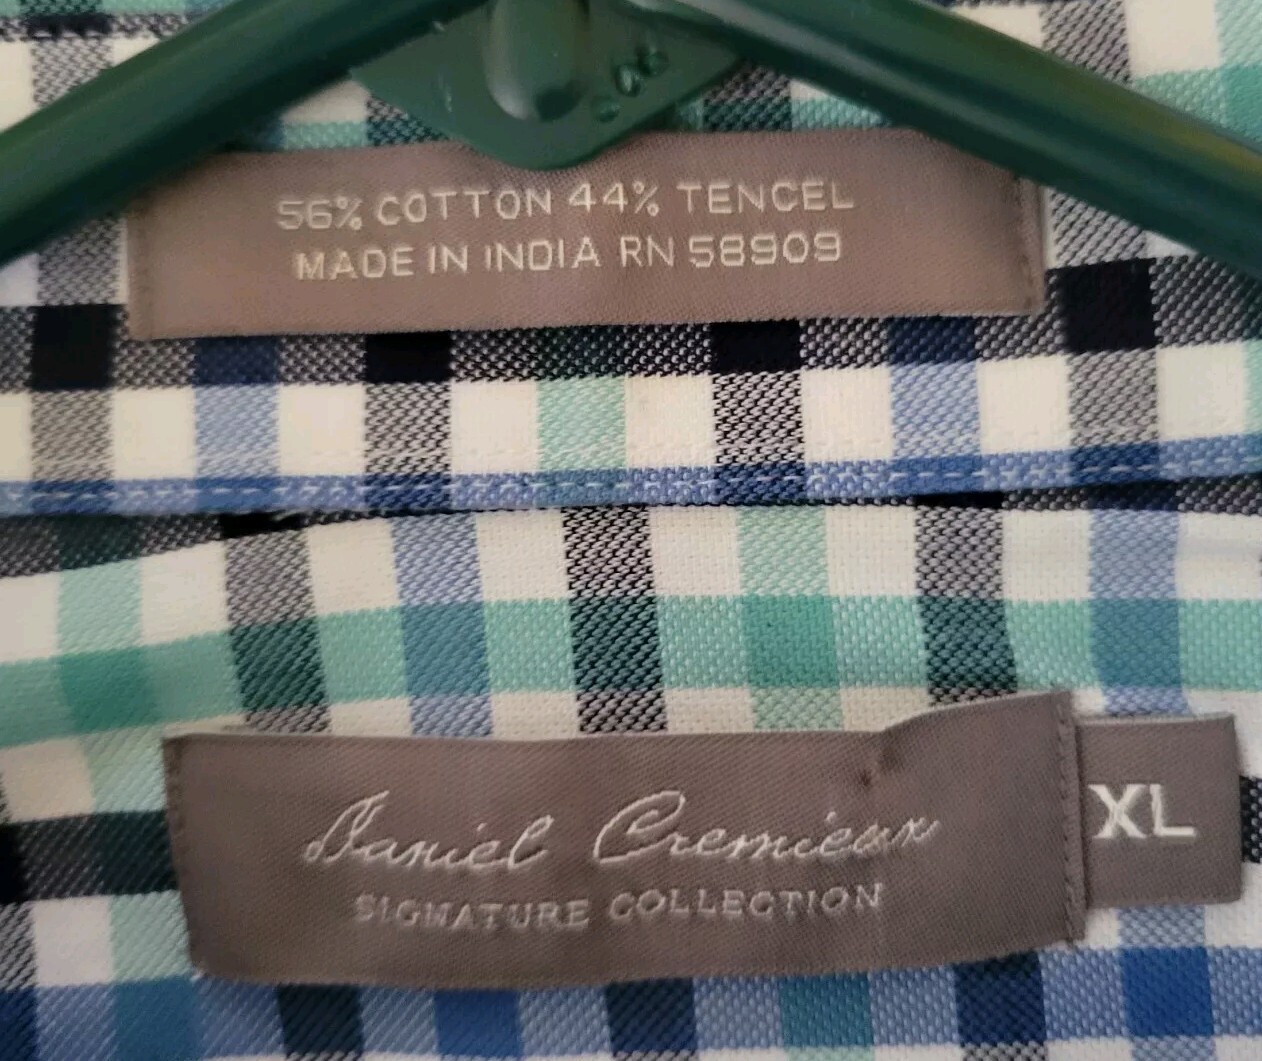 56% COTTON 44% TENCEL
MADE IN INDIA RN 58909
Daniel Cremieux
SIGNATURE COLLECTION
XL